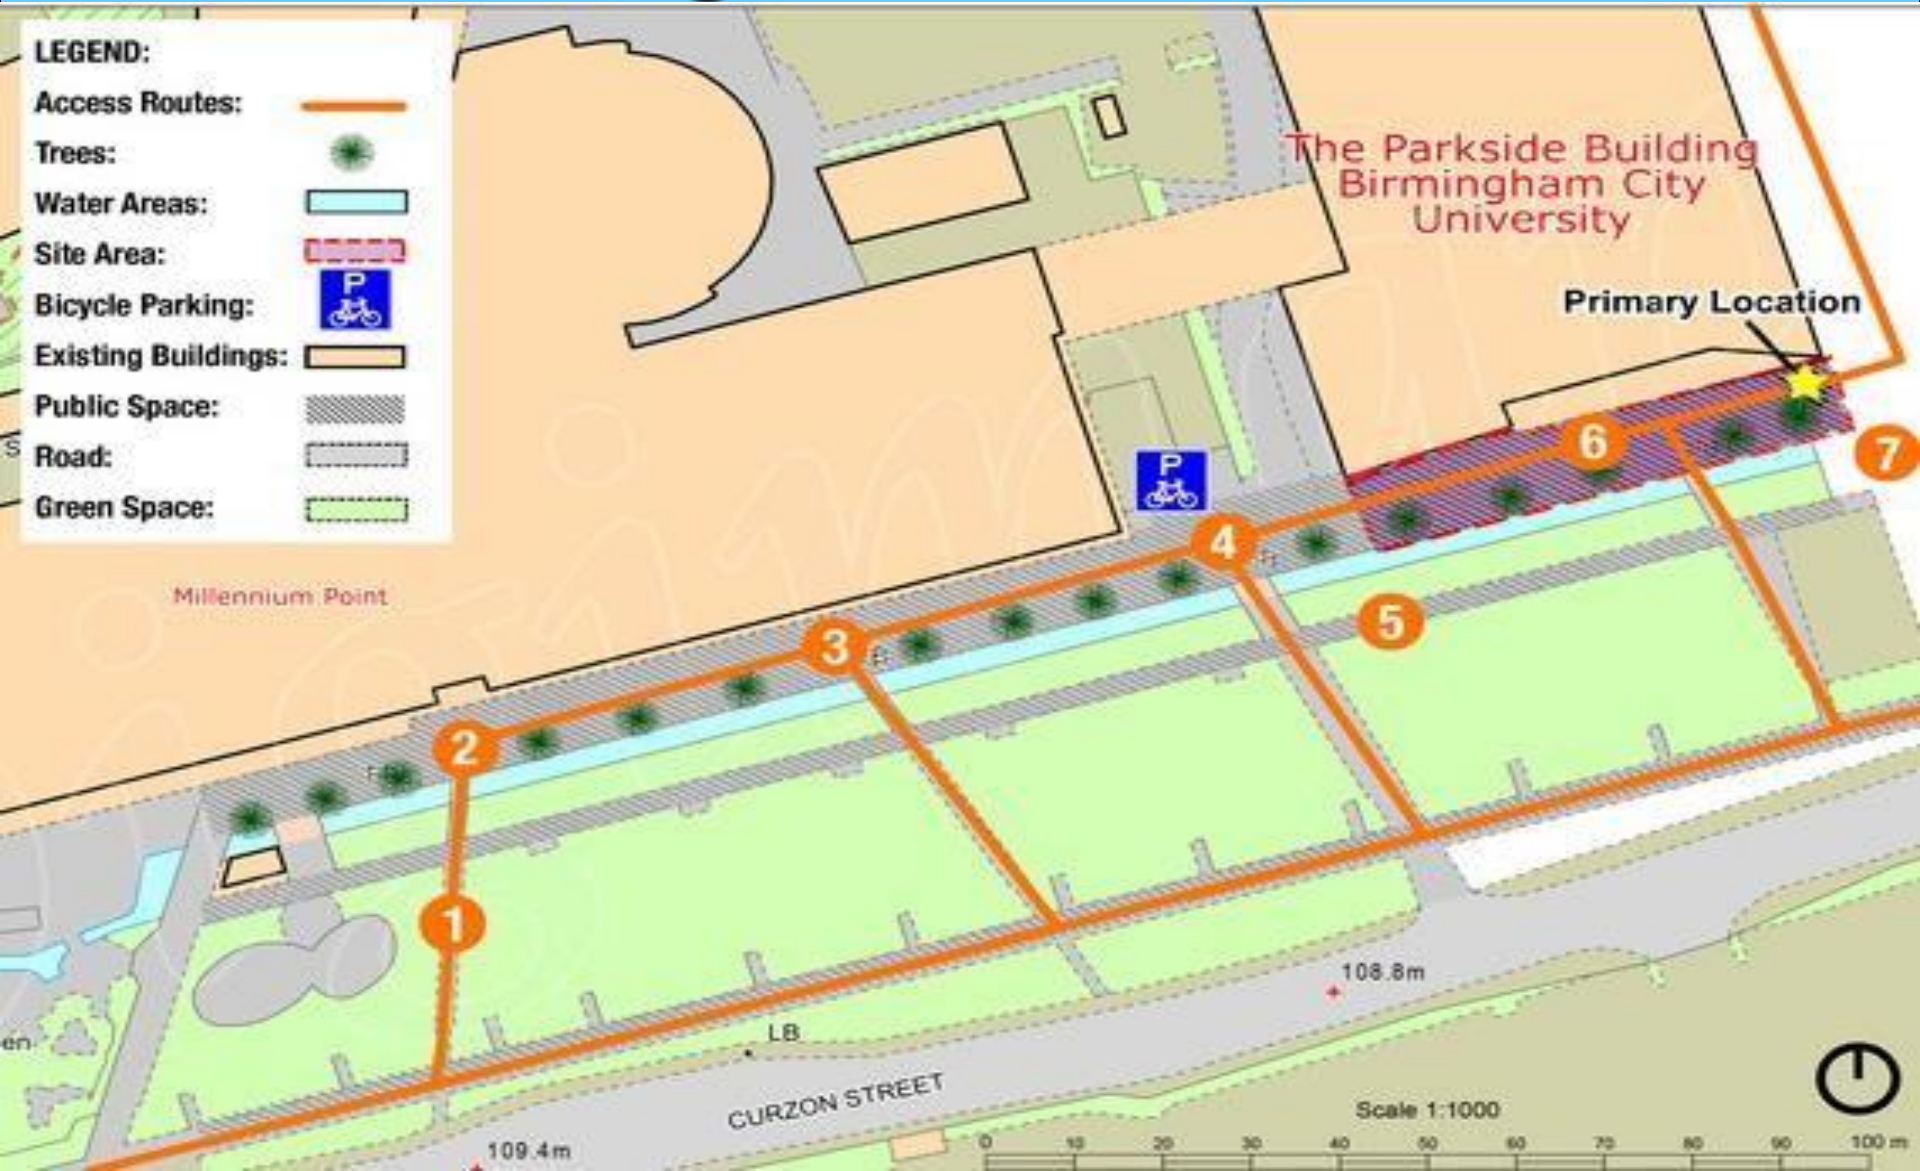 LEGEND:
Access Routes:
Trees:
Water Areas:
Site Area:
Bicycle Parking:
P
Existing Buildings:
Public Space:
Road:
Green Space:
The Parkside Building
Birmingham City
University
Primary Location
P
6
7
4
5
Millennium Point
3
2
1
108.8m
LB
CURZON STREET
109.4m
Scale 1:1000
0 10 20 30 40 50 60 70 80 90 100 m